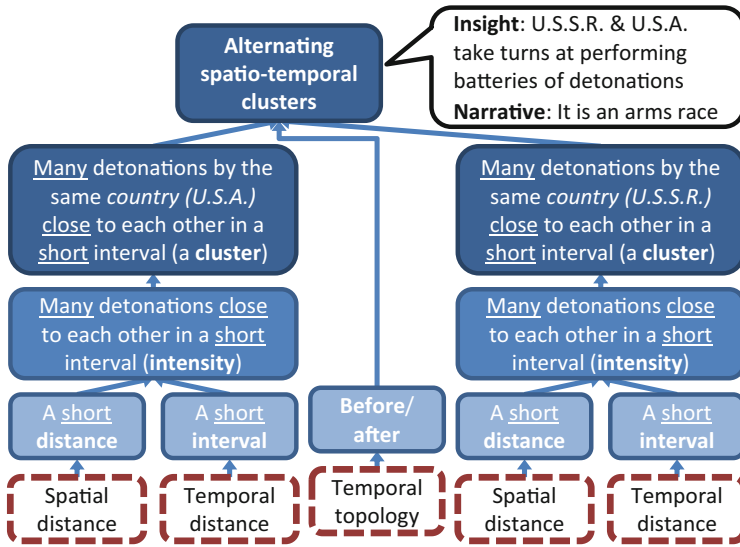 Alternating
spatio-temporal
clusters
Insight: U.S.S.R. & U.S.A.
take turns at performing
batteries of detonations
Narrative: It is an arms race
Many detonations by the
same country (U.S.A.)
close to each other in a
short interval (a cluster)
Many detonations by the
same country (U.S.S.R.)
close to each other in a
short interval (a cluster)
Many detonations close
to each other in a short
interval (intensity)
Many detonations close
to each other in a short
interval (intensity)
A short
distance
A short
interval
Before/
after
A short
distance
A short
interval
Spatial
distance
Temporal
distance
Temporal
topology
Spatial
distance
Temporal
distance